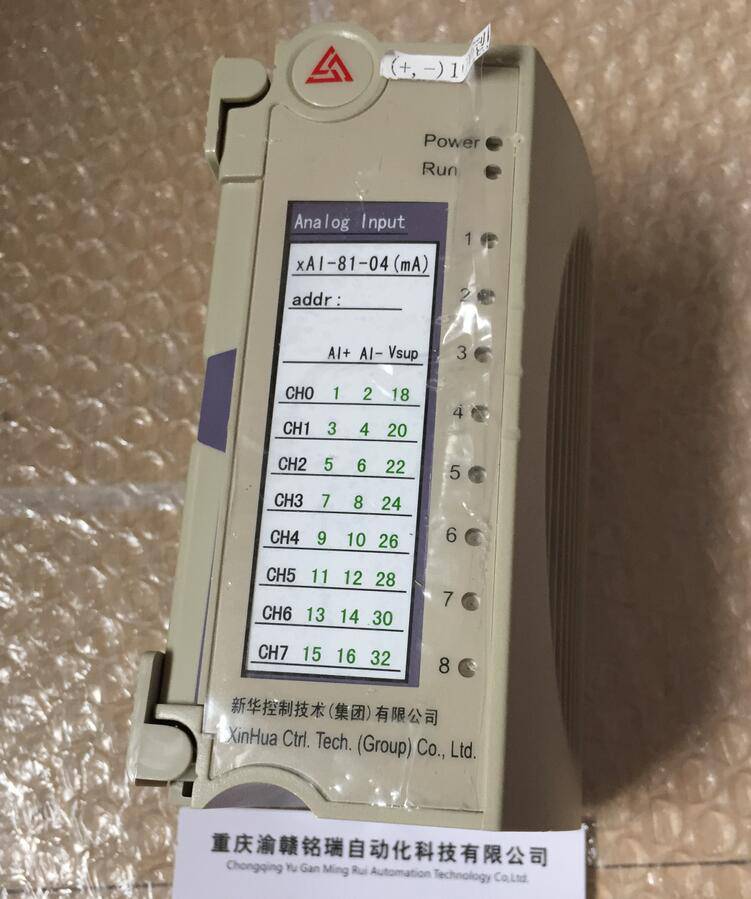 (+,-)1
Power
Run
Analog Input
xAI-81-04(mA)
addr:
AI+ AI- Vsup
CH0 1 2 18
CH1 3 4 20
CH2 5 6 22
CH3 7 8 24
CH4 9 10 26
CH5 11 12 28
CH6 13 14 30
CH7 15 16 32
1
2
3
4
5
6
7
8
新华控制技术(集团)有限公司
XinHua Ctrl. Tech. (Group) Co., Ltd.
重庆渝赣铭瑞自动化科技有限公司
Chongqing Yu Gan Ming Rui Automation Technology Co,Ltd.